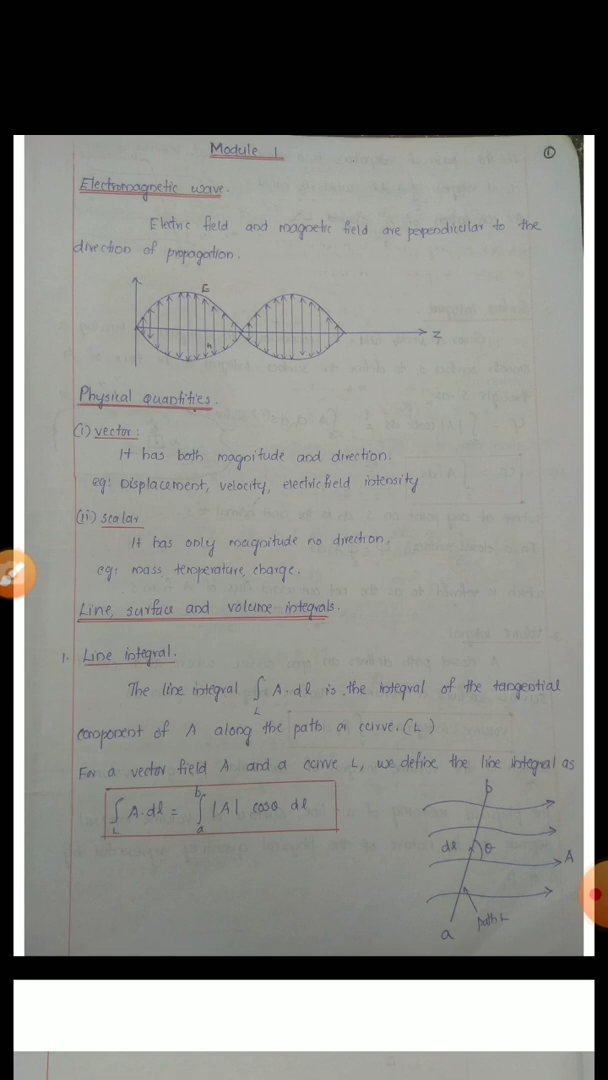 Module 1.
①
Electromagnetic wave.
Electric field and magnetic field are perpendicular to the
direction of propagation.
E
z
Physical quantities.
(i) vector:
It has both magnitude and direction.
eg: Displacement, velocity, electric field intensity
(ii) scalar
It has only magnitude no direction.
eg: mass, temperature, charge.
Line, surface and volume integrals.
1. Line integral.
The line integral ∫L A.dl is the integral of the tangential
component of A along the path or curve. (L)
For a vector field A and a curve L, we define the line integral as
∫L A.dl = ∫ab |A| cosθ dl
b
dl θ
A
path L
a